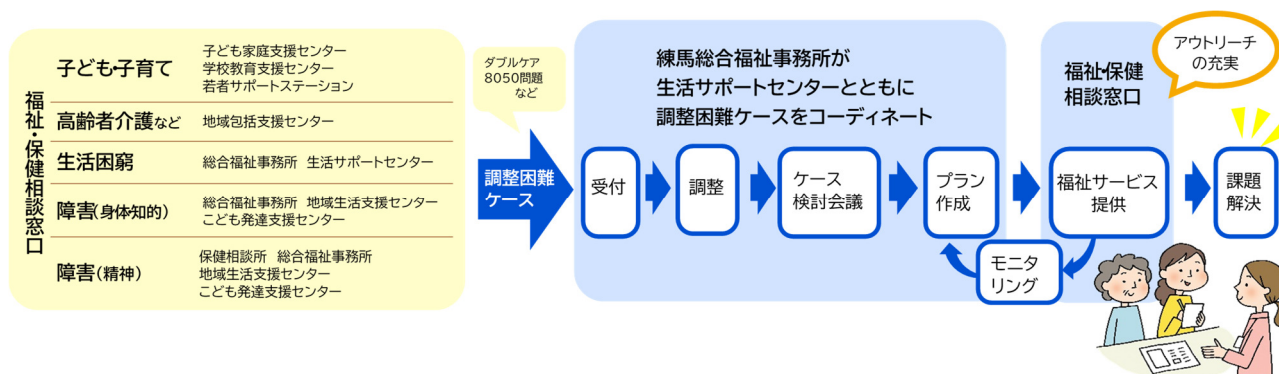 福祉・保健相談窓口
子ども・子育て
子ども家庭支援センター
学校教育支援センター
若者サポートステーション
高齢者介護など
地域包括支援センター
生活困窮
総合福祉事務所 生活サポートセンター
障害(身体・知的)
総合福祉事務所 地域生活支援センター
こども発達支援センター
障害(精神)
保健相談所 総合福祉事務所
地域生活支援センター
こども発達支援センター
ダブルケア
8050問題
など
調整困難
ケース
練馬総合福祉事務所が
生活サポートセンターとともに
調整困難ケースをコーディネート
受付
調整
ケース
検討会議
プラン
作成
モニタ
リング
福祉・保健
相談窓口
福祉サービス
提供
アウトリーチ
の充実
課題
解決